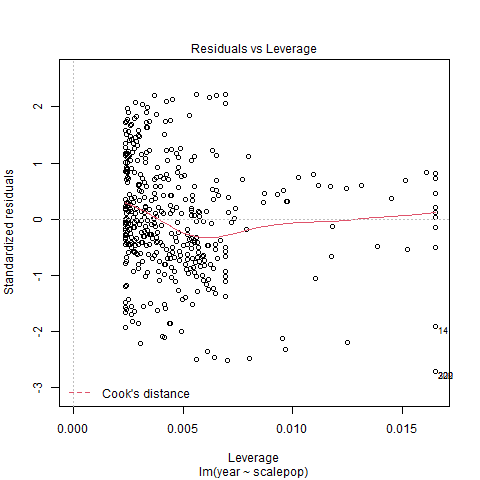 Residuals vs Leverage
Standardized residuals
2
1
0
-1
-2
-3
14
Cook's distance
0.000
0.005
0.010
0.015
Leverage
lm(year ~ scalepop)